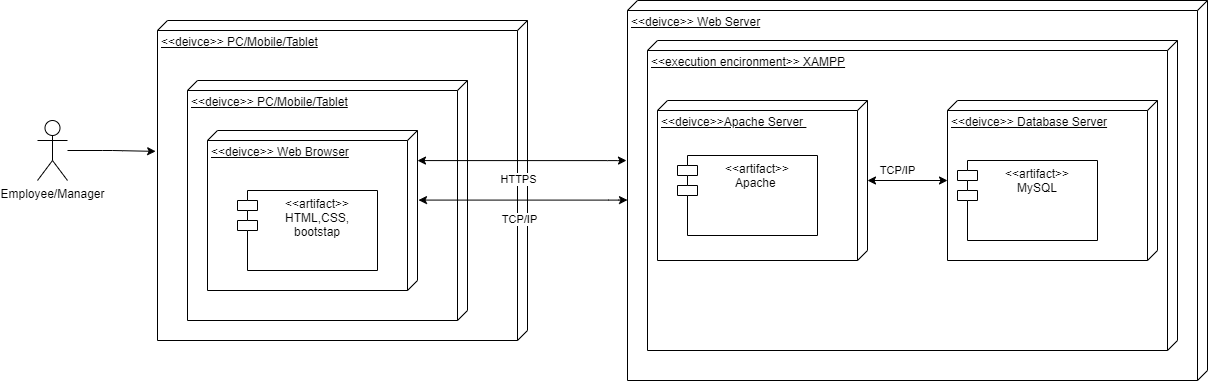 <<deivce>> PC/Mobile/Tablet
<<deivce>> PC/Mobile/Tablet
<<deivce>> Web Browser
<<artifact>>
HTML,CSS,
bootstap
Employee/Manager
HTTPS
TCP/IP
<<deivce>> Web Server
<<execution encironment>> XAMPP
<<deivce>>Apache Server
<<artifact>>
Apache
TCP/IP
<<deivce>> Database Server
<<artifact>>
MySQL